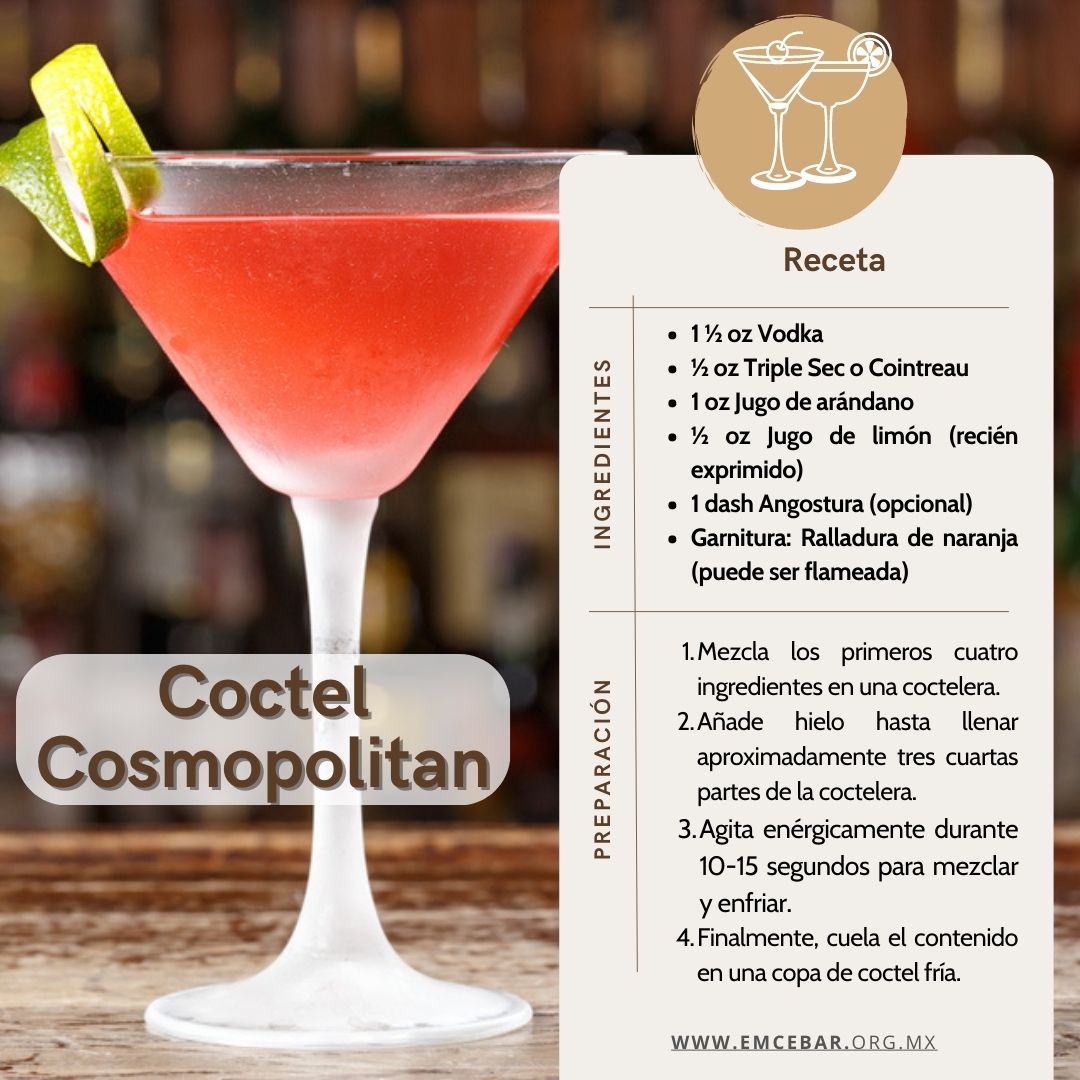 Coctel
Cosmopolitan
Receta
INGREDIENTES
• 1 ½ oz Vodka
• ½ oz Triple Sec o Cointreau
• 1 oz Jugo de arándano
• ½ oz Jugo de limón (recién
exprimido)
• 1 dash Angostura (opcional)
• Garnitura: Ralladura de naranja
(puede ser flameada)
PREPARACIÓN
1. Mezcla los primeros cuatro
ingredientes en una coctelera.
2. Añade hielo hasta llenar
aproximadamente tres cuartas
partes de la coctelera.
3. Agita enérgicamente durante
10-15 segundos para mezclar
y enfriar.
4. Finalmente, cuela el contenido
en una copa de coctel fría.
WWW.EMCEBAR.ORG.MX